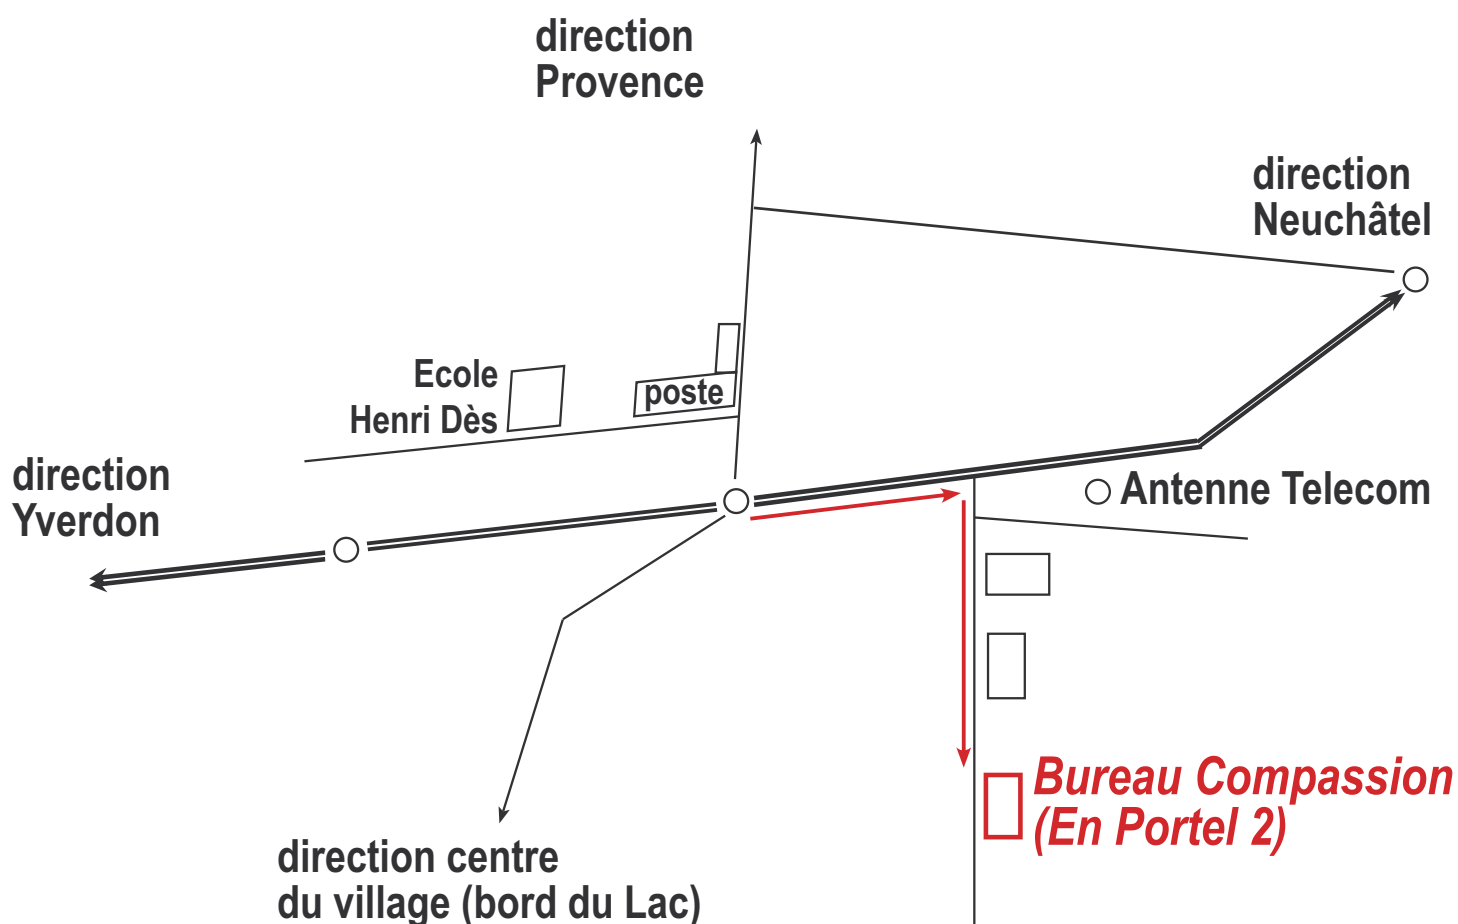 direction
Provence
direction
Neuchâtel
Ecole
Henri Dès
poste
direction
Yverdon
Antenne Telecom
Bureau Compassion
(En Portel 2)
direction centre
du village (bord du Lac)